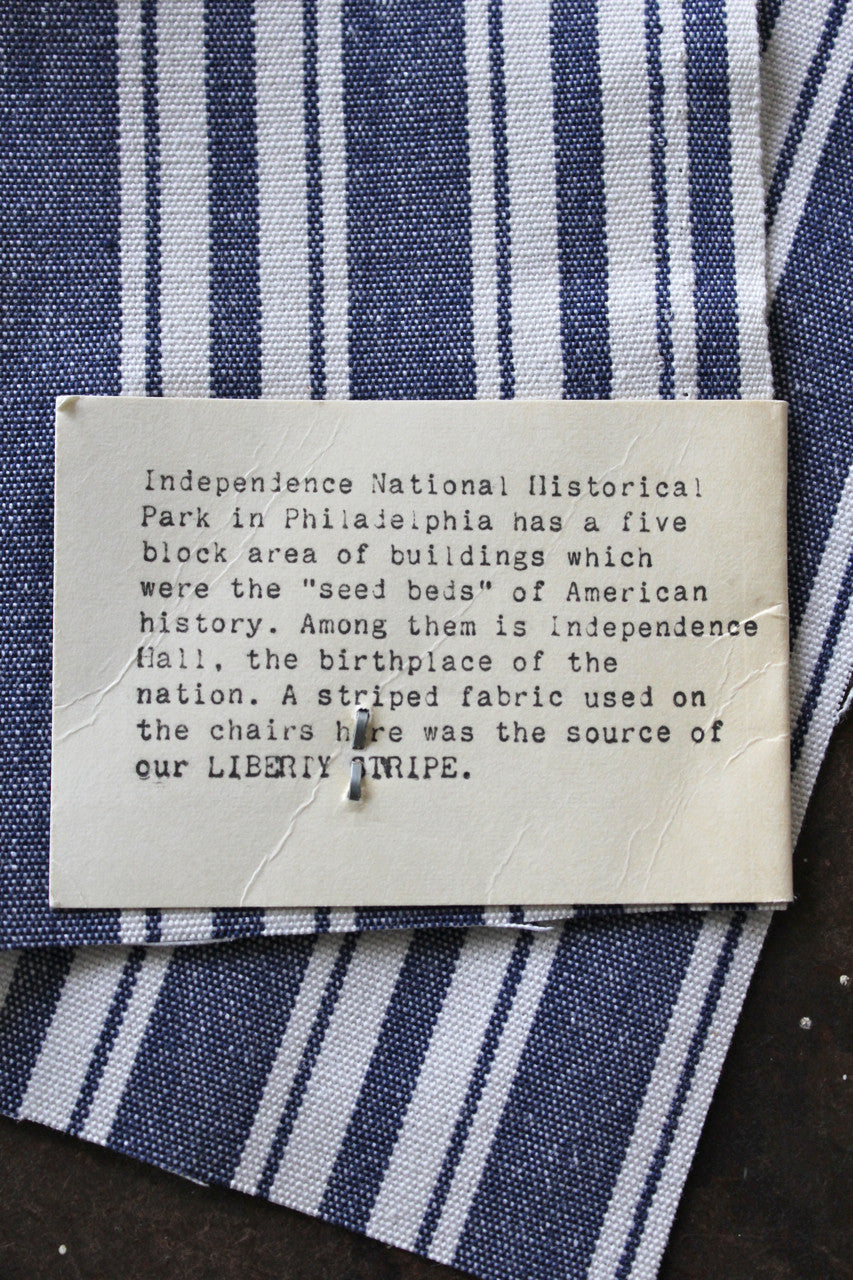 Independence National Historical
Park in Philadelphia has a five
block area of buildings which
were the "seed beds" of American
history. Among them is Independence
Hall, the birthplace of the
nation. A striped fabric used on
the chairs here was the source of
our LIBERTY STRIPE.